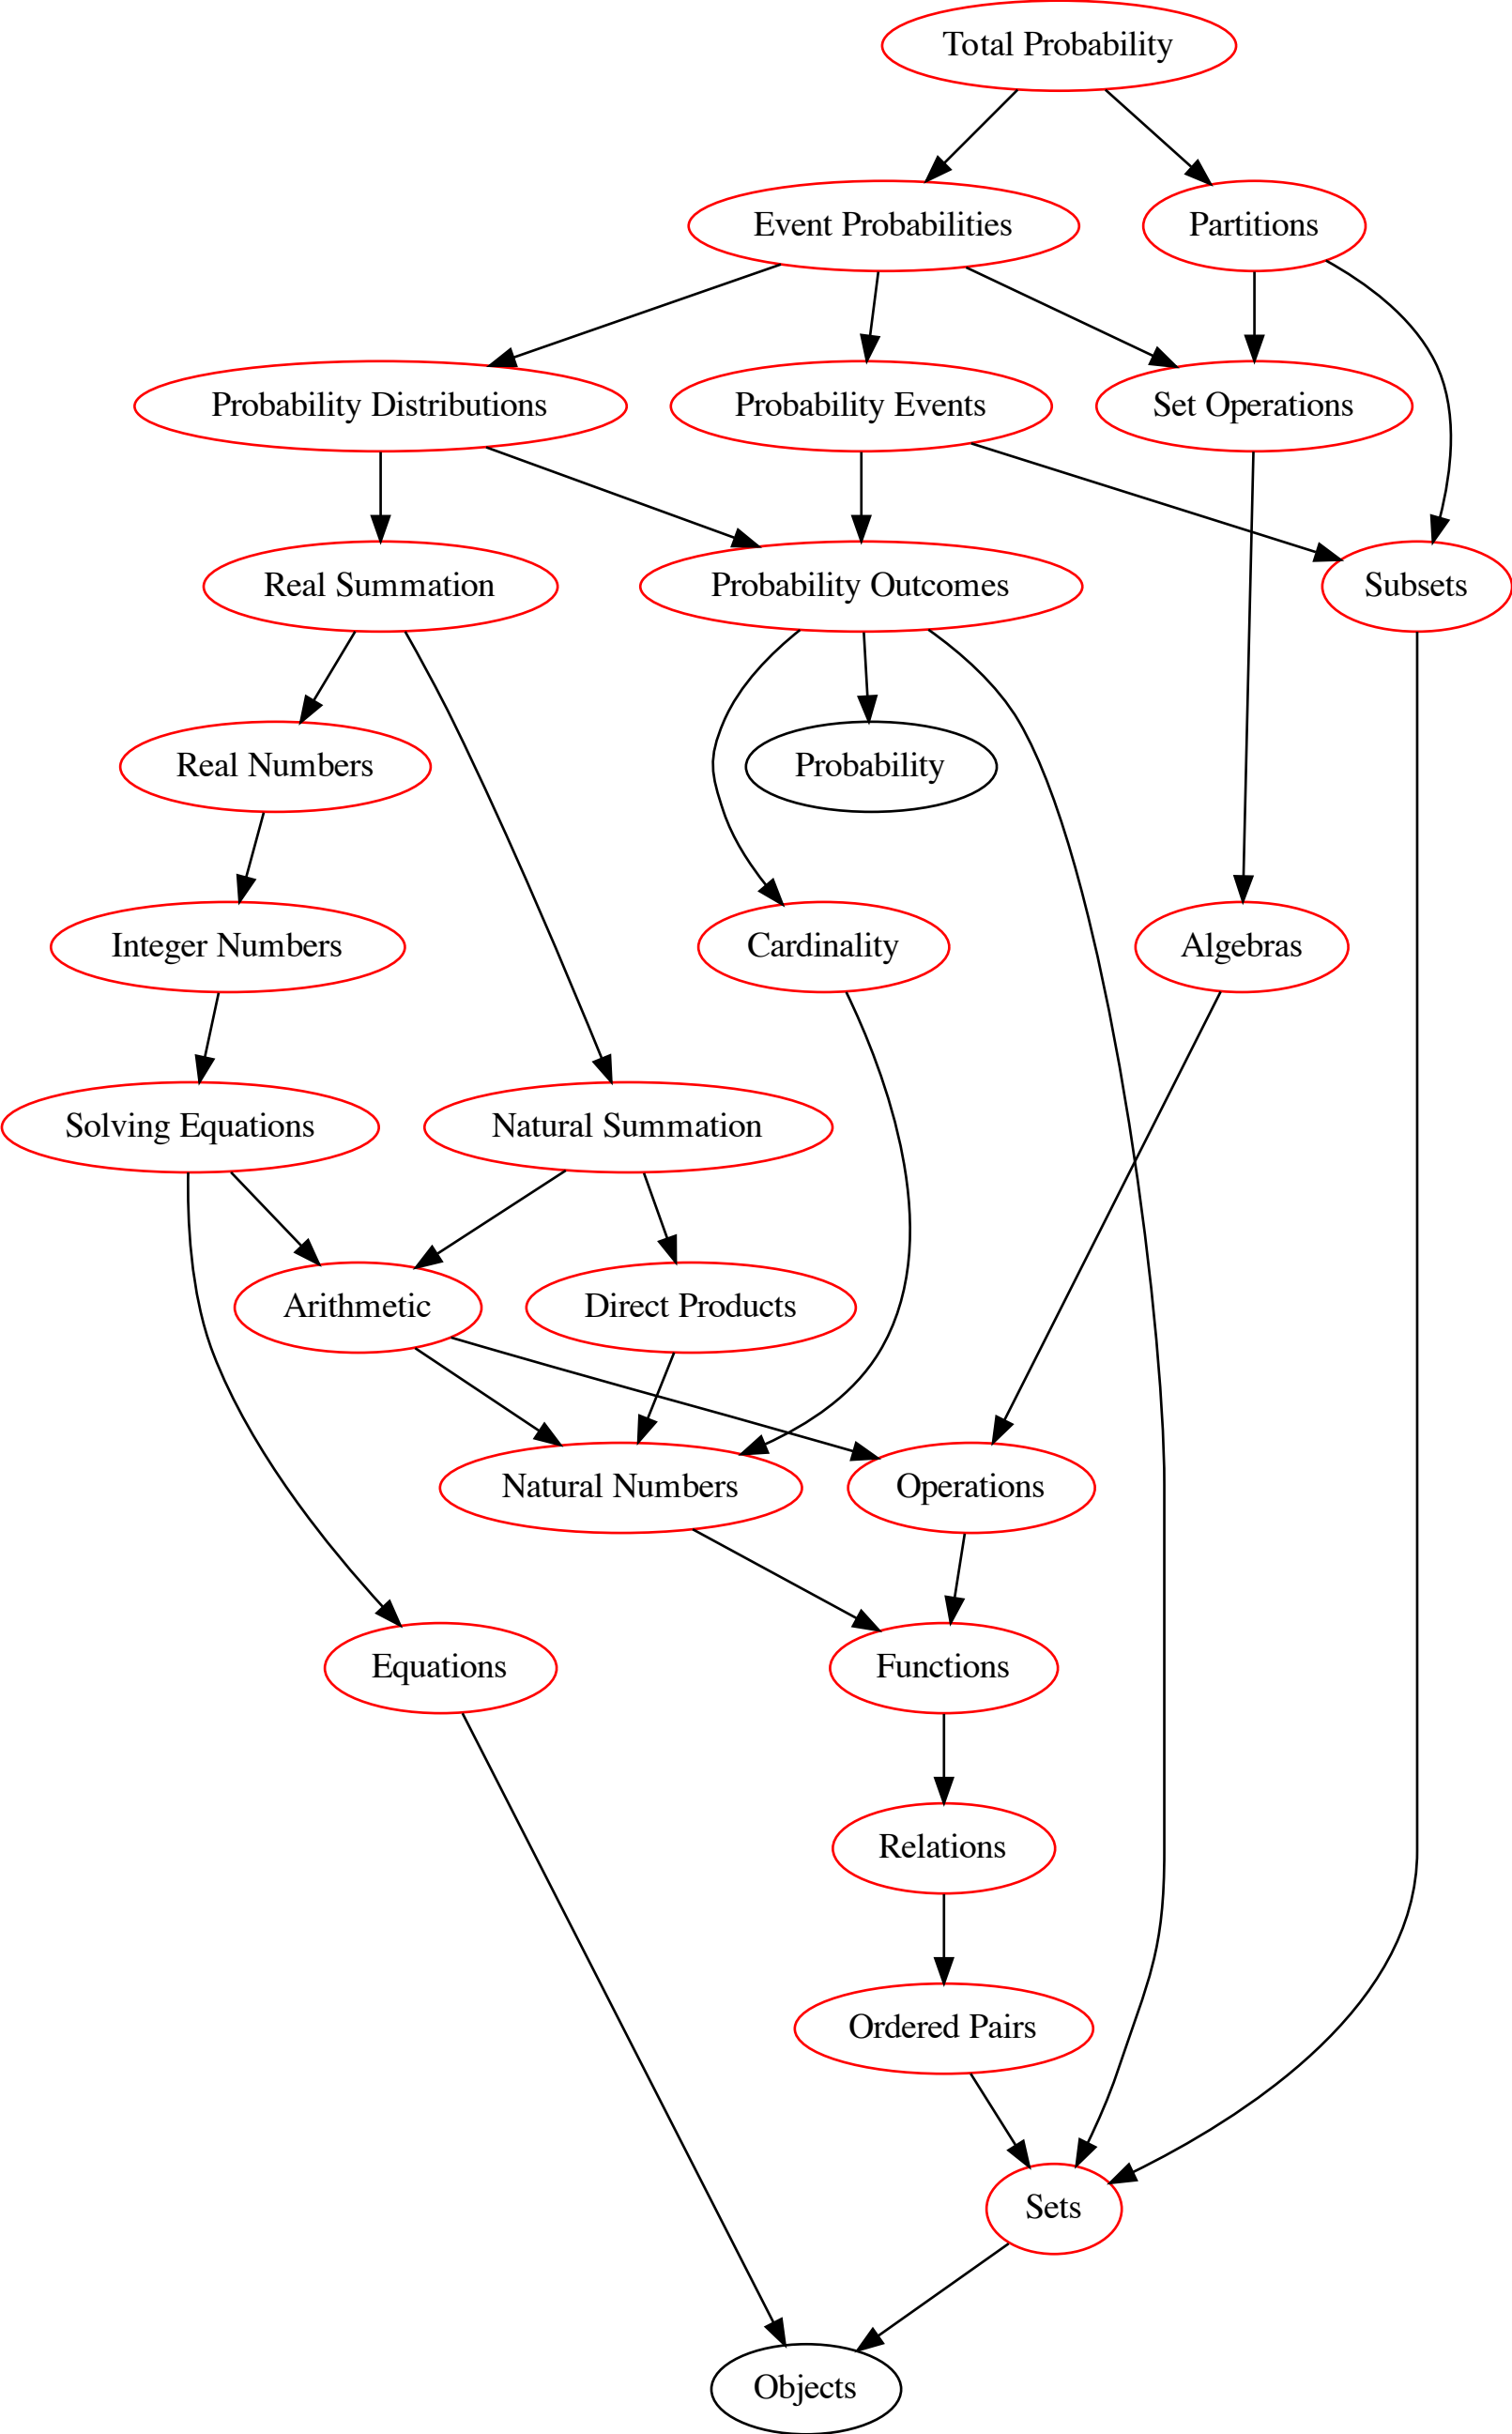 Total Probability
Event Probabilities
Partitions
Probability Distributions
Probability Events
Set Operations
Real Summation
Probability Outcomes
Subsets
Real Numbers
Probability
Integer Numbers
Cardinality
Algebras
Solving Equations
Natural Summation
Arithmetic
Direct Products
Natural Numbers
Operations
Equations
Functions
Relations
Ordered Pairs
Sets
Objects